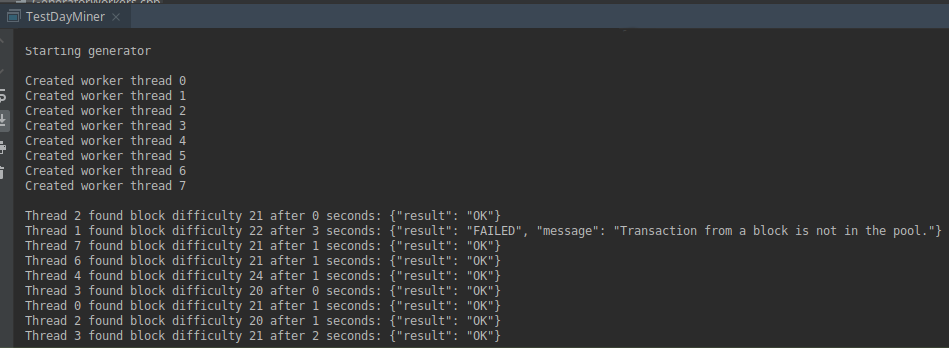 TestDayMiner
Starting generator
Created worker thread 0
Created worker thread 1
Created worker thread 2
Created worker thread 3
Created worker thread 4
Created worker thread 5
Created worker thread 6
Created worker thread 7
Thread 2 found block difficulty 21 after 0 seconds: {"result": "OK"}
Thread 1 found block difficulty 22 after 3 seconds: {"result": "FAILED", "message": "Transaction from a block is not in the pool."}
Thread 7 found block difficulty 21 after 1 seconds: {"result": "OK"}
Thread 6 found block difficulty 21 after 1 seconds: {"result": "OK"}
Thread 4 found block difficulty 24 after 1 seconds: {"result": "OK"}
Thread 3 found block difficulty 20 after 0 seconds: {"result": "OK"}
Thread 0 found block difficulty 21 after 1 seconds: {"result": "OK"}
Thread 2 found block difficulty 20 after 1 seconds: {"result": "OK"}
Thread 3 found block difficulty 21 after 2 seconds: {"result": "OK"}